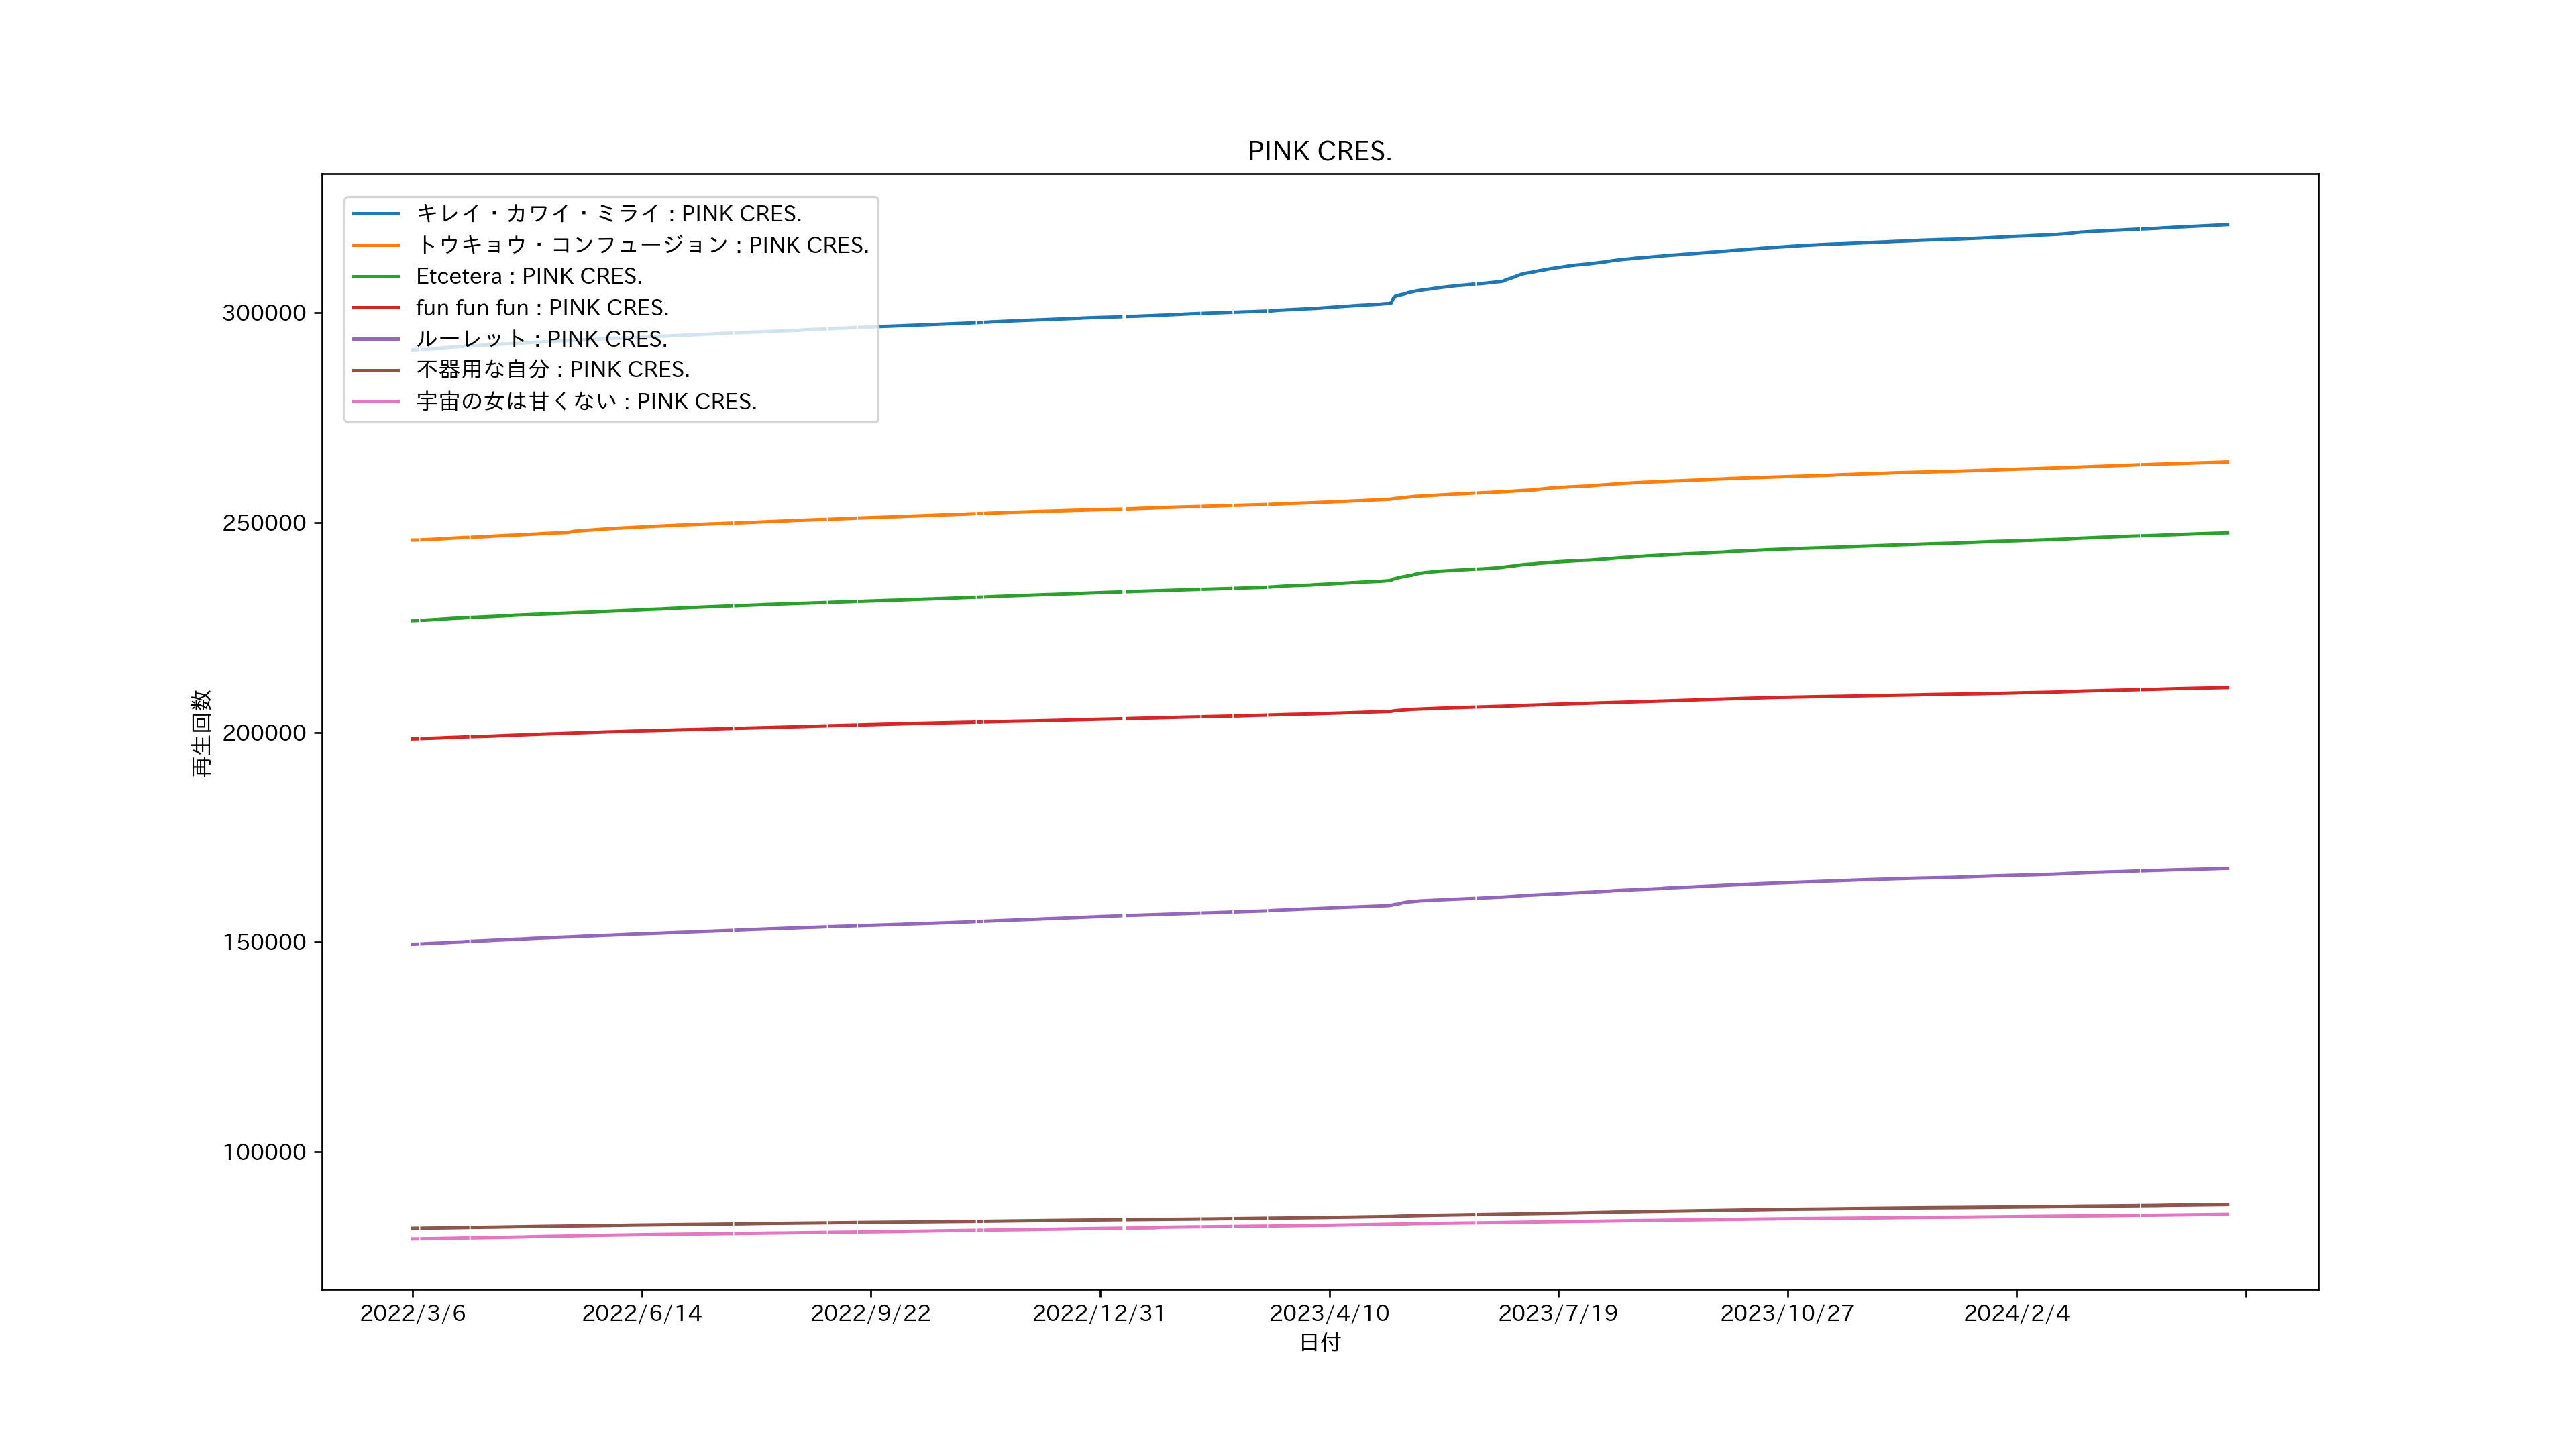 PINK CRES.
キレイ・カワイ・ミライ : PINK CRES.
トウキョウ・コンフュージョン : PINK CRES.
Etcetera : PINK CRES.
fun fun fun : PINK CRES.
ルーレット : PINK CRES.
不器用な自分 : PINK CRES.
宇宙の女は甘くない : PINK CRES.
再生回数
300000
250000
200000
150000
100000
2022/3/6
2022/6/14
2022/9/22
2022/12/31
2023/4/10
2023/7/19
2023/10/27
2024/2/4
日付